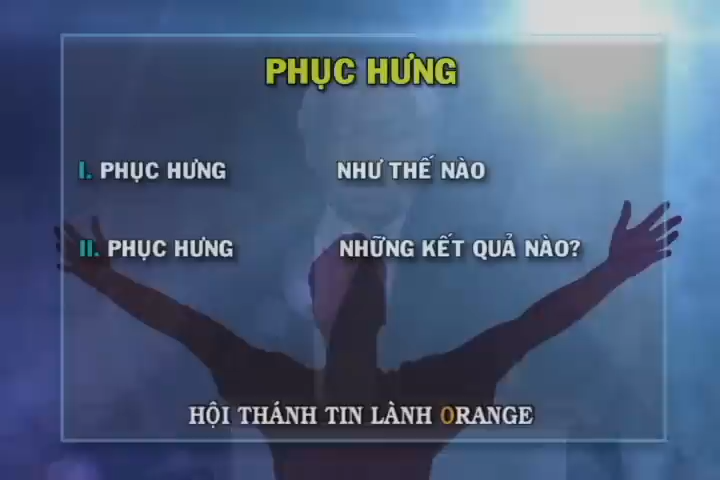 PHỤC HƯNG
I. PHỤC HƯNG NHƯ THẾ NÀO
II. PHỤC HƯNG NHỮNG KẾT QUẢ NÀO?
HỘI THÁNH TIN LÀNH ORANGE